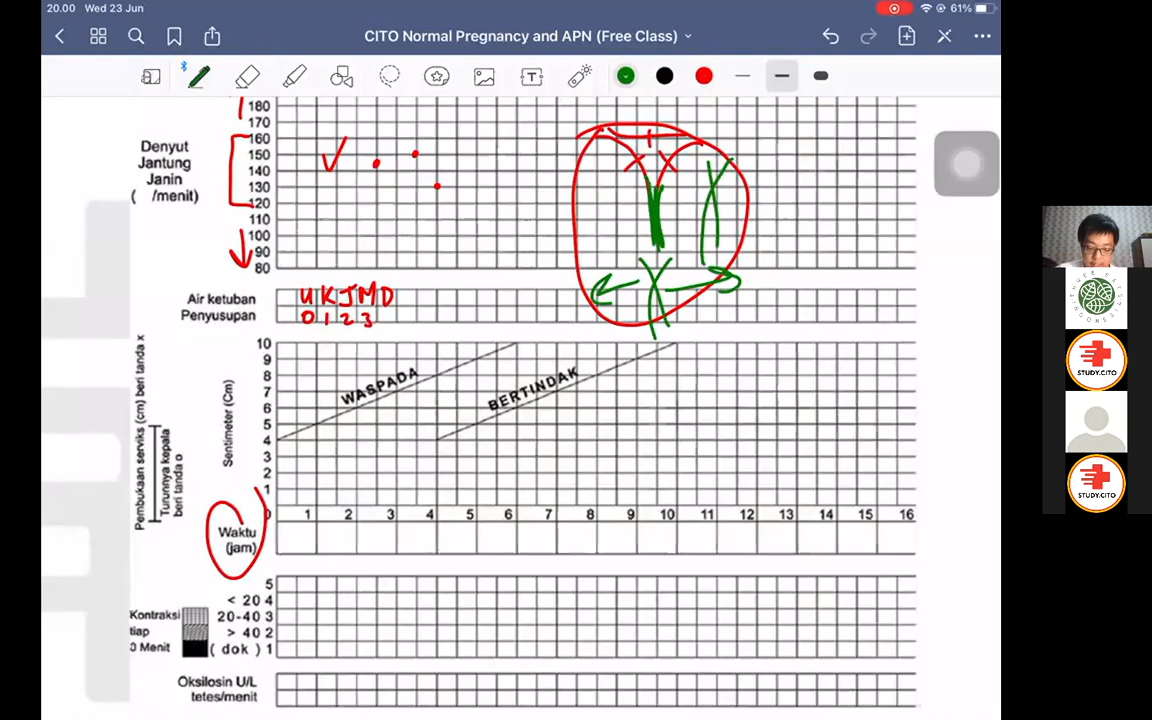 20.00 Wed 23 Jun
61%
CITO Normal Pregnancy and APN (Free Class)
T
180
170
160
150
140
130
120
110
100
90
80
Denyut
Jantung
Janin
( /menit)
Air ketuban
Penyusupan
U K J M D
0 1 2 3
Pembukaan serviks (cm) beri tanda x
Turunnya kepala
beri tanda o
Sentimeter (Cm)
10
9
8
7
6
5
4
3
2
1
0
WASPADA
BERTINDAK
Waktu
(jam)
1 2 3 4 5 6 7 8 9 10 11 12 13 14 15 16
Kontraksi
tiap
0 Menit
5
< 20 4
20-40 3
> 40 2
( dok ) 1
Oksilosin U/L
tetes/menit
STUDY.CITO
STUDY.CITO